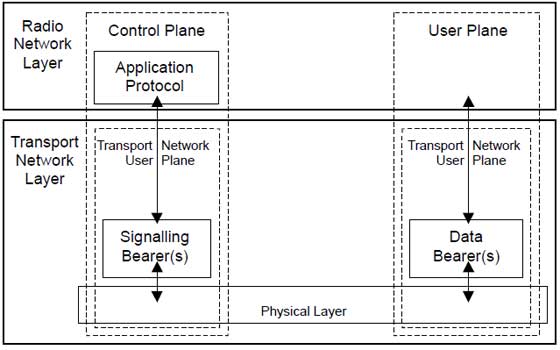 Radio
Network
Layer
Control Plane
User Plane
Application
Protocol
Transport
Network
Layer
Transport Network
User Plane
Transport Network
User Plane
Signalling
Bearer(s)
Data
Bearer(s)
Physical Layer